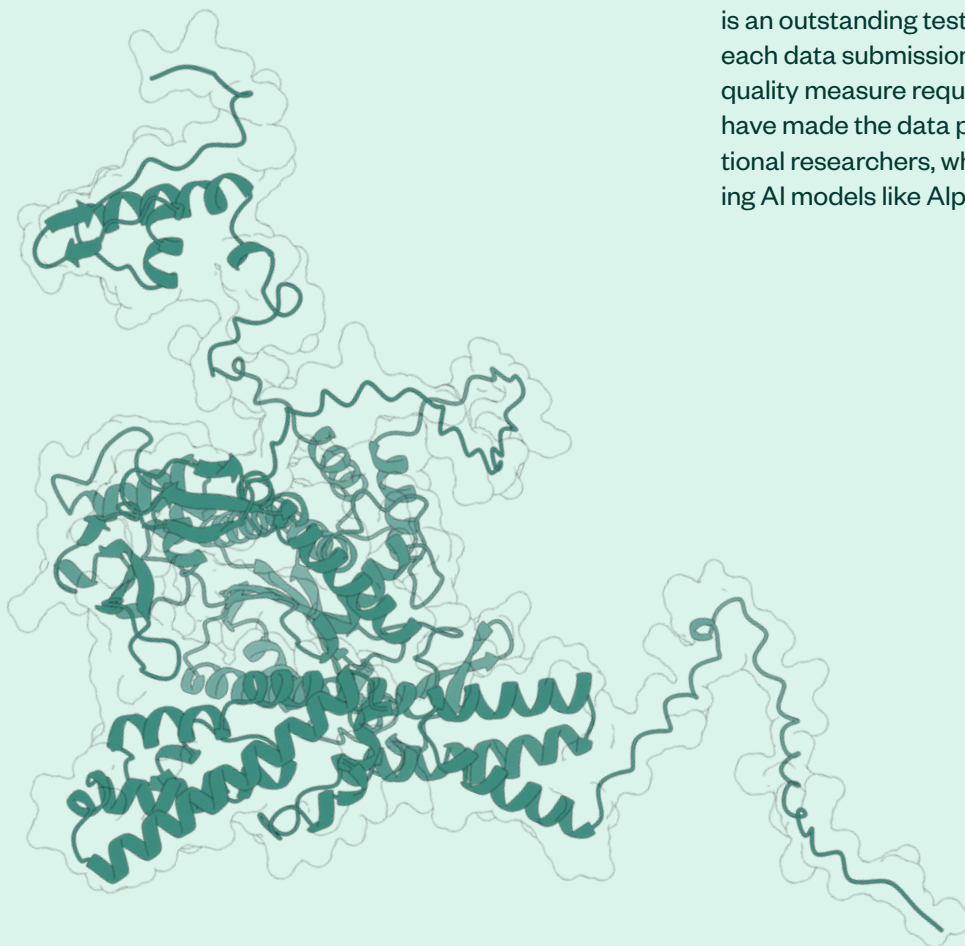 is an outstanding test
each data submission
quality measure requ
have made the data p
tional researchers, wh
ing AI models like Alp